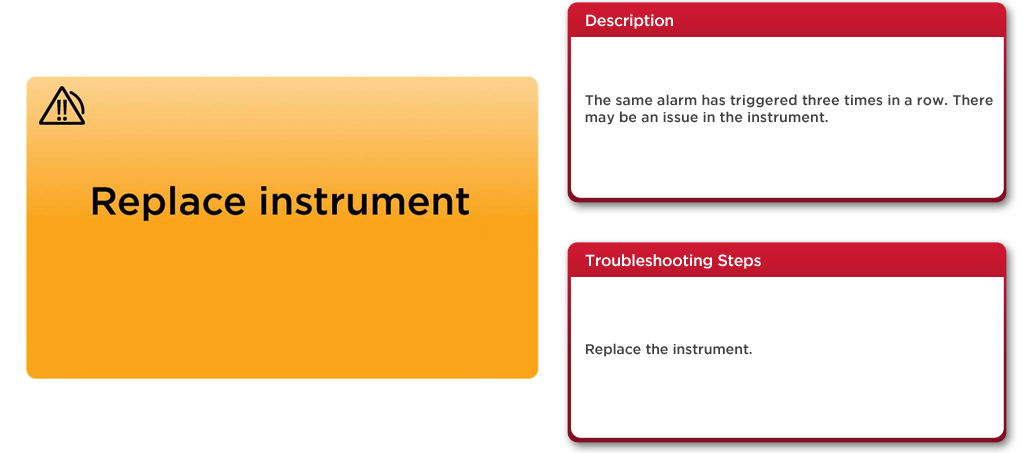 Replace instrument
Description
The same alarm has triggered three times in a row. There
may be an issue in the instrument.
Troubleshooting Steps
Replace the instrument.